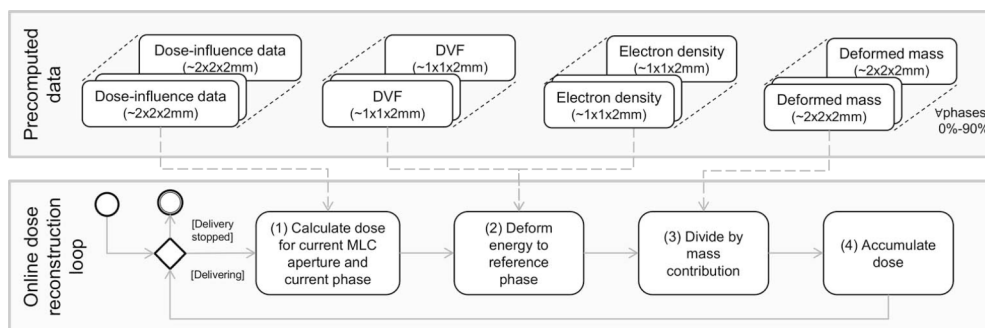 Precomputed
data
Dose-influence data
(~2x2x2mm)
Dose-influence data
(~2x2x2mm)
DVF
(~1x1x2mm)
DVF
(~1x1x2mm)
Electron density
(~1x1x2mm)
Electron density
(~1x1x2mm)
Deformed mass
(~2x2x2mm)
Deformed mass
(~2x2x2mm)
∀phases
0%-90%
Online dose
reconstruction
loop
[Delivery
stopped]
[Delivering]
(1) Calculate dose
for current MLC
aperture and
current phase
(2) Deform
energy to
reference
phase
(3) Divide by
mass
contribution
(4) Accumulate
dose